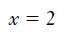 x = 2